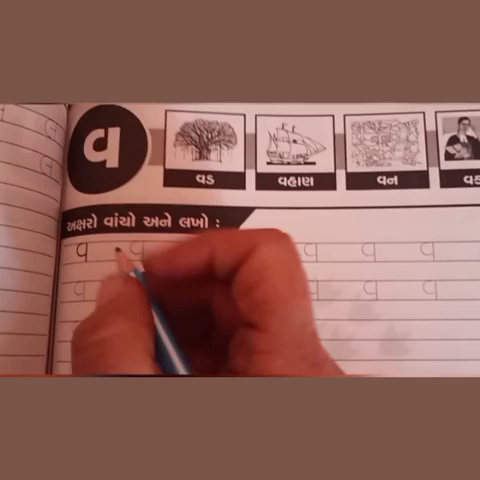 વ
વડ વહાણ વન
અક્ષરો વાંચો અને લખો :
વ વ વ વ વ
વ વ વ વ